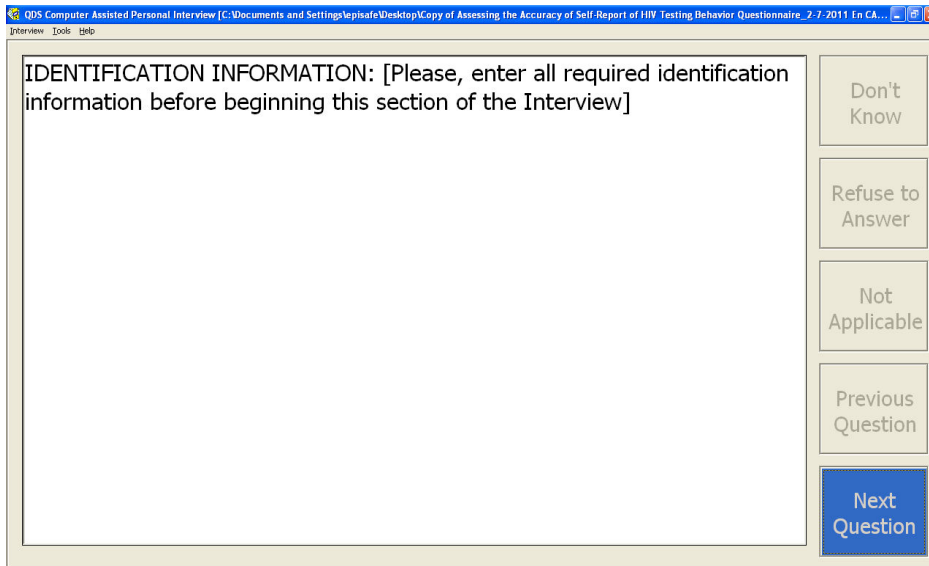 QDS Computer Assisted Personal Interview [C:\Documents and Settings\episafe\Desktop\Copy of Assessing the Accuracy of Self-Report of HIV Testing Behavior Questionnaire_2-7-2011 En CA...
Interview Tools Help
IDENTIFICATION INFORMATION: [Please, enter all required identification
information before beginning this section of the Interview]
Don't
Know
Refuse to
Answer
Not
Applicable
Previous
Question
Next
Question